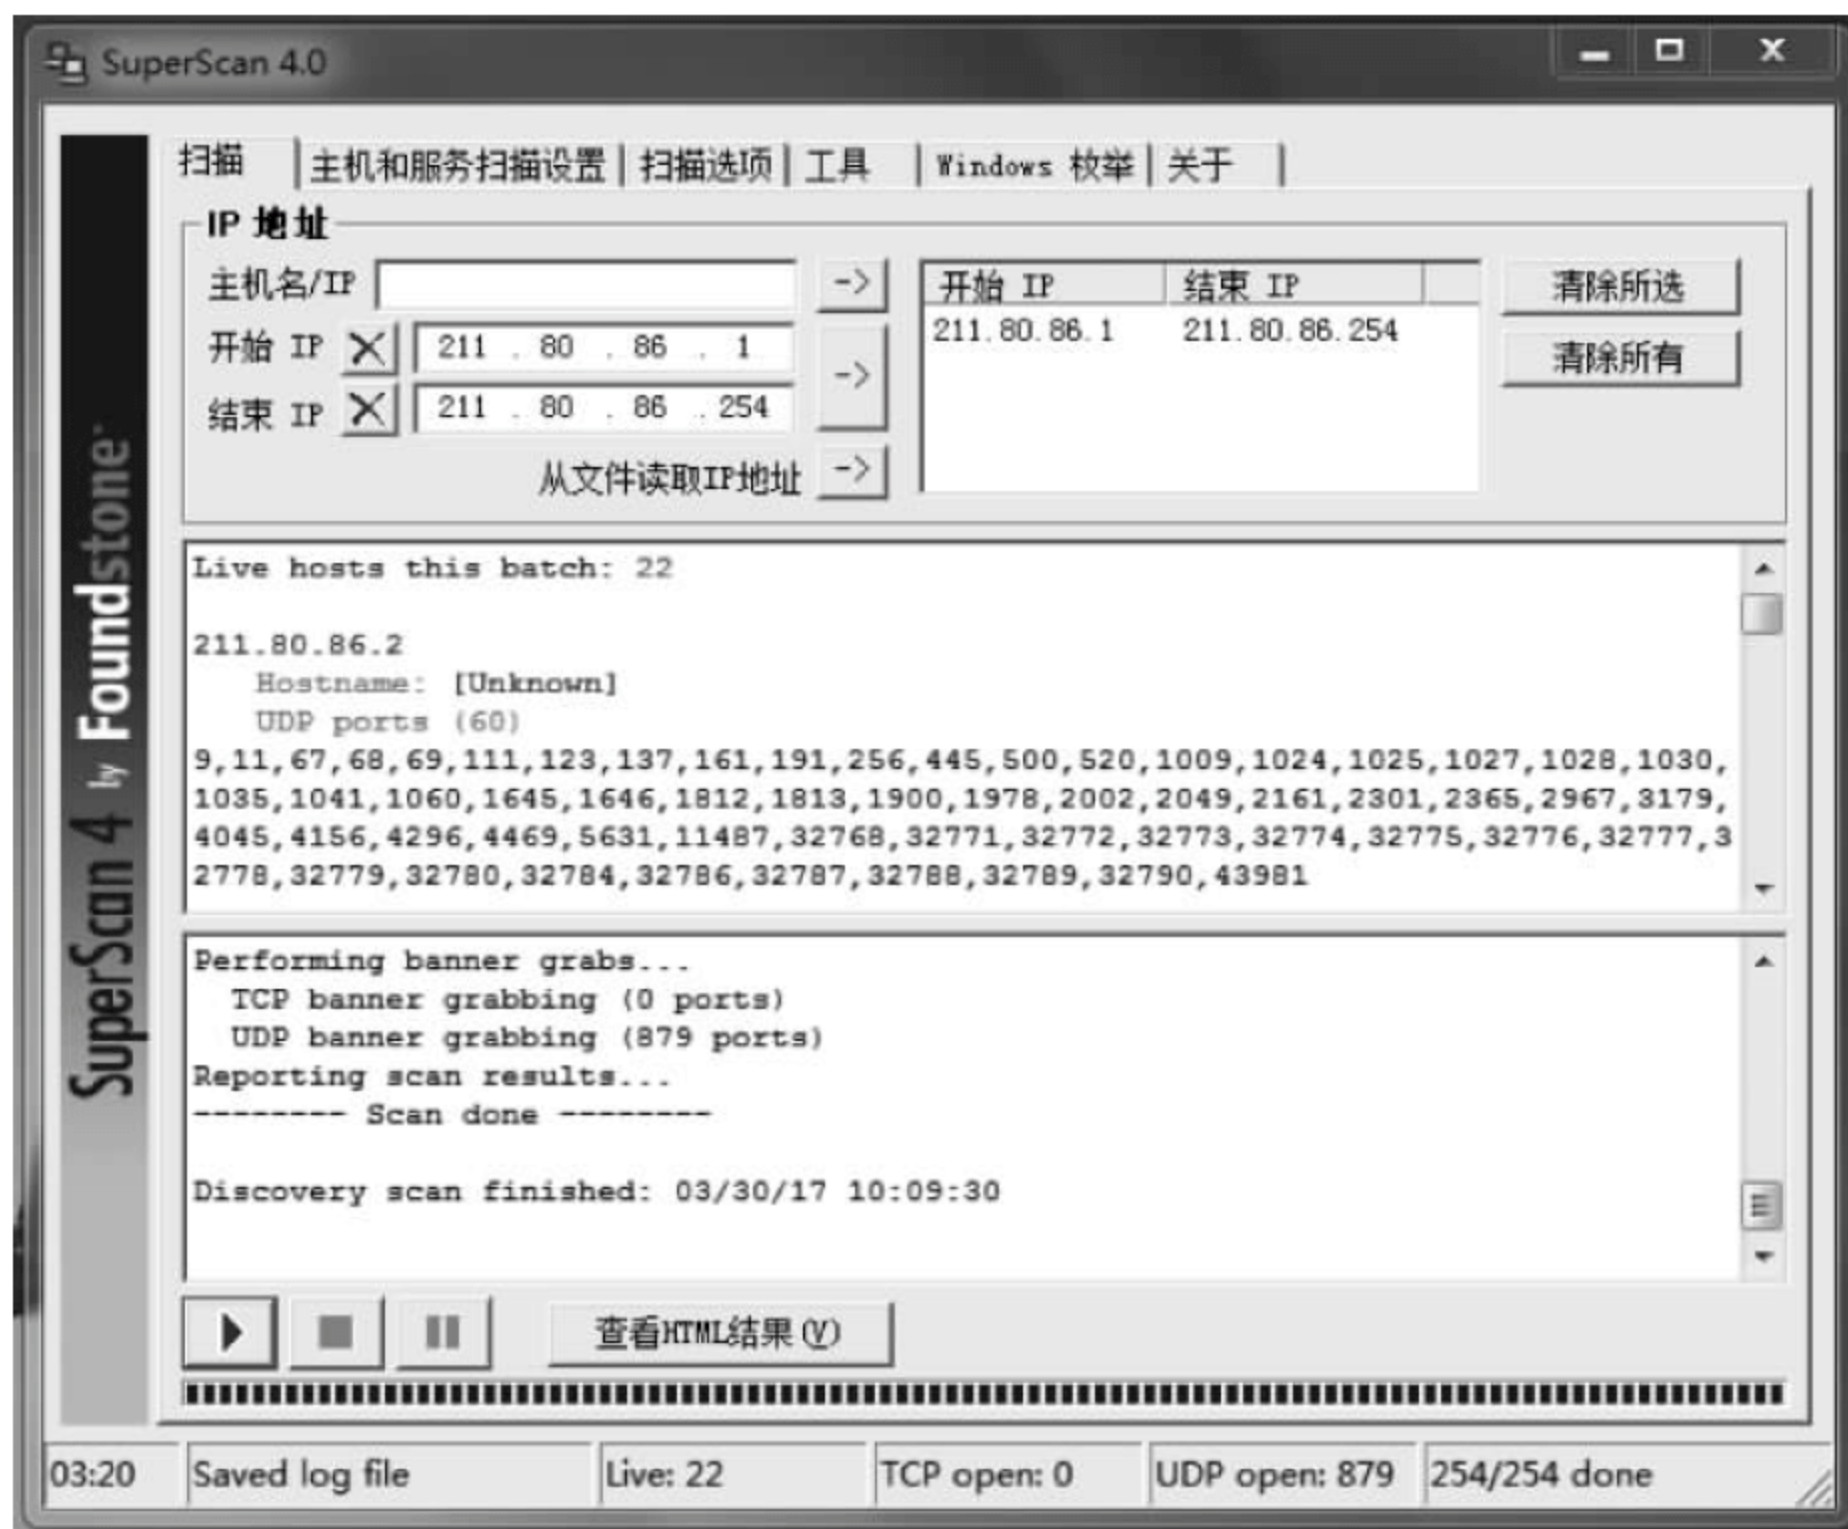 SuperScan 4.0
扫描 主机和服务扫描设置 扫描选项 工具 Windows 枚举 关于
IP 地址
主机名/IP ->
开始 IP 211 . 80 . 86 . 1 ->
结束 IP 211 . 80 . 86 . 254
从文件读取IP地址 ->
开始 IP 结束 IP
211.80.86.1 211.80.86.254
清除所选
清除所有
SuperScan 4 by Foundstone
Live hosts this batch: 22
211.80.86.2
Hostname: [Unknown]
UDP ports (60)
9,11,67,68,69,111,123,137,161,191,256,445,500,520,1009,1024,1025,1027,1028,1030,
1035,1041,1060,1645,1646,1812,1813,1900,1978,2002,2049,2161,2301,2365,2967,3179,
4045,4156,4296,4469,5631,11487,32768,32771,32772,32773,32774,32775,32776,32777,3
2778,32779,32780,32784,32786,32787,32788,32789,32790,43981
Performing banner grabs...
TCP banner grabbing (0 ports)
UDP banner grabbing (879 ports)
Reporting scan results...
-------- Scan done --------
Discovery scan finished: 03/30/17 10:09:30
查看HTML结果(V)
03:20 Saved log file Live: 22 TCP open: 0 UDP open: 879 254/254 done